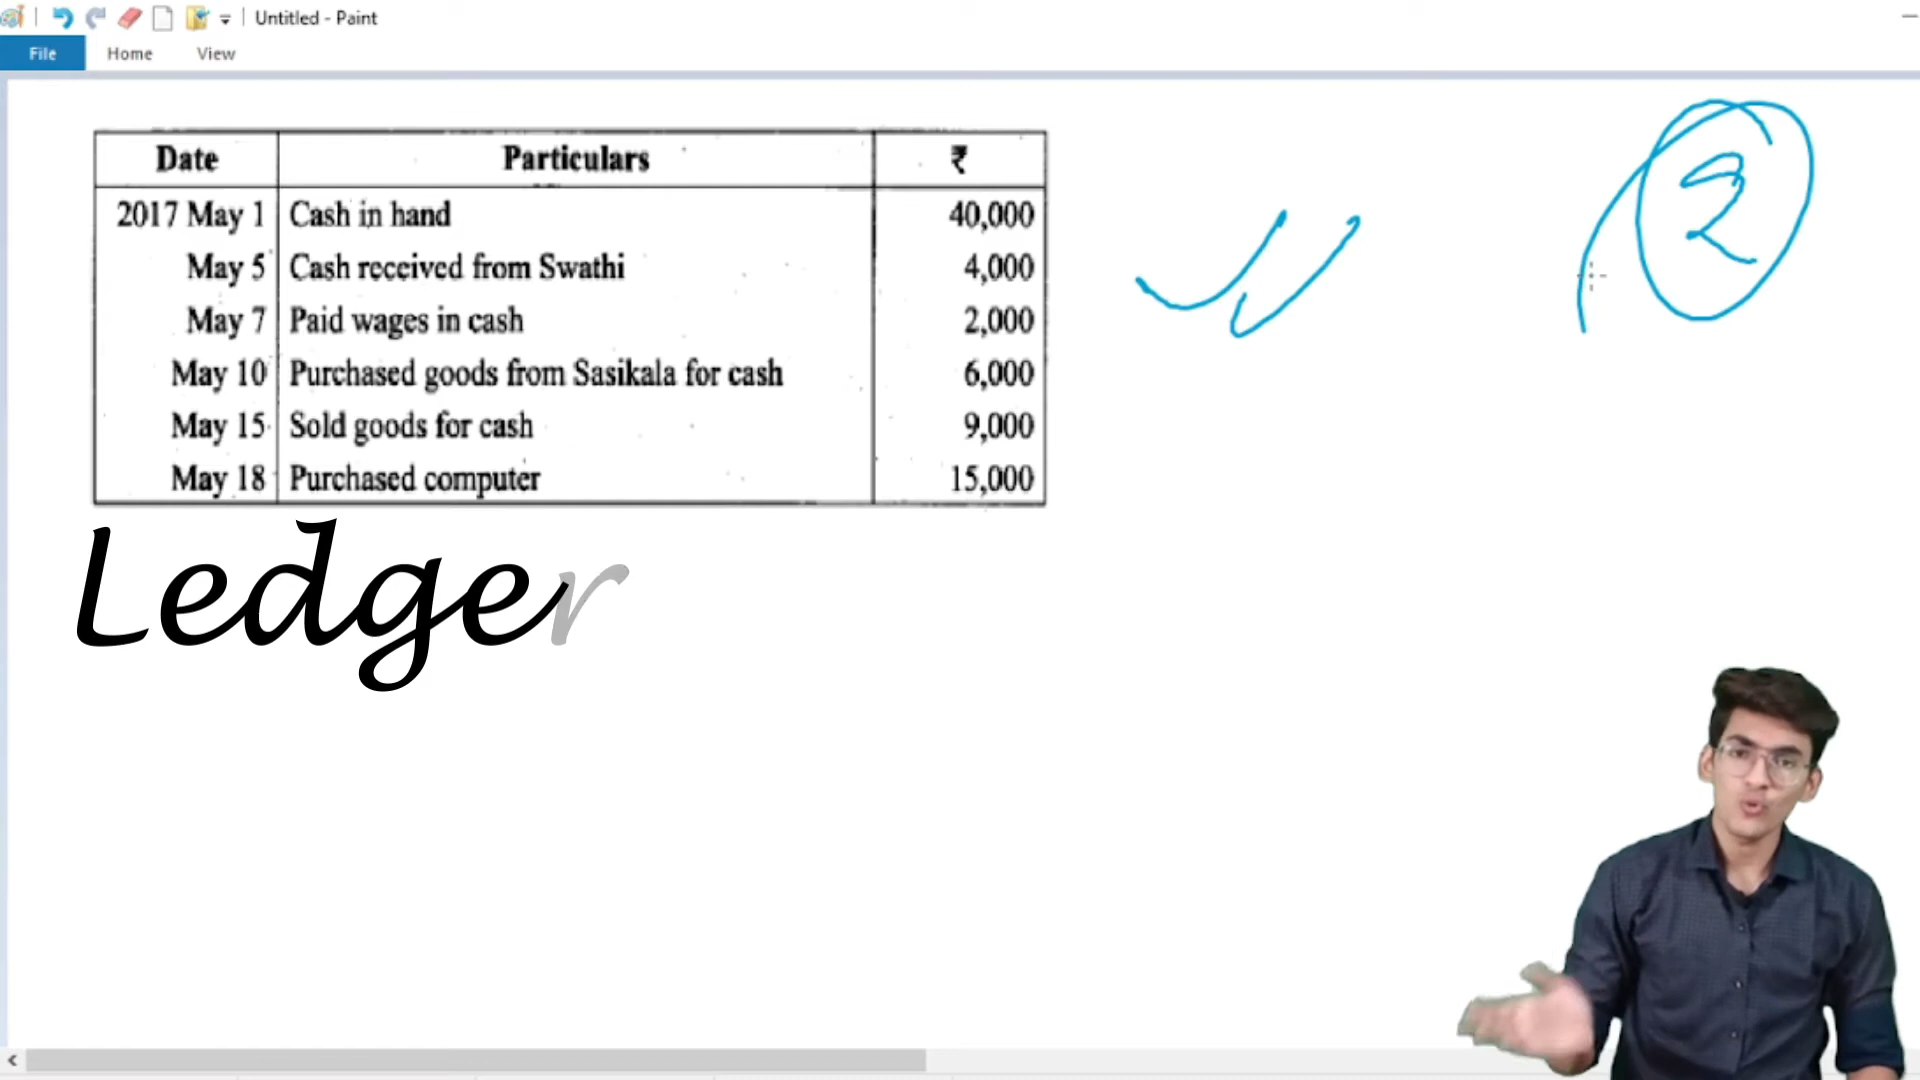 Untitled - Paint
File Home View
Date Particulars ₹
2017 May 1 Cash in hand 40,000
May 5 Cash received from Swathi 4,000
May 7 Paid wages in cash 2,000
May 10 Purchased goods from Sasikala for cash 6,000
May 15 Sold goods for cash 9,000
May 18 Purchased computer 15,000
Ledger